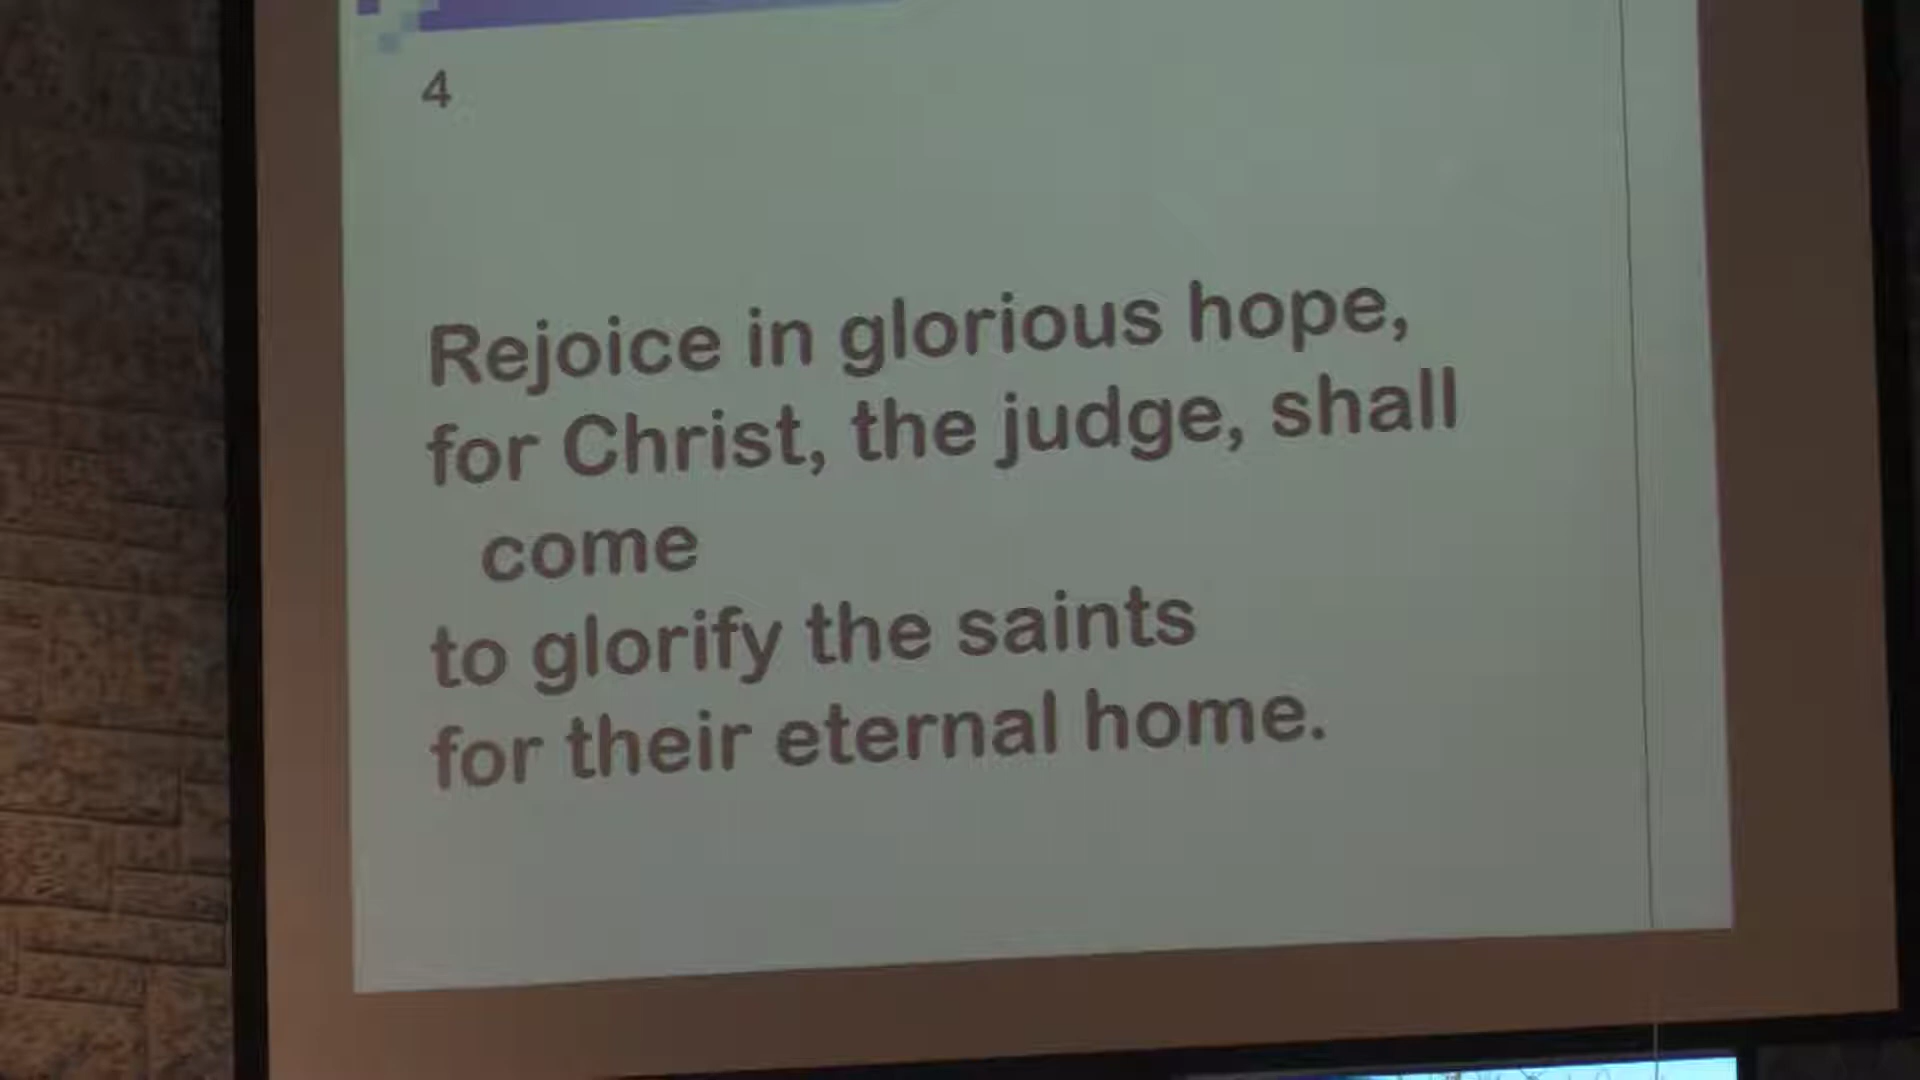 4
Rejoice in glorious hope,
for Christ, the judge, shall
come
to glorify the saints
for their eternal home.